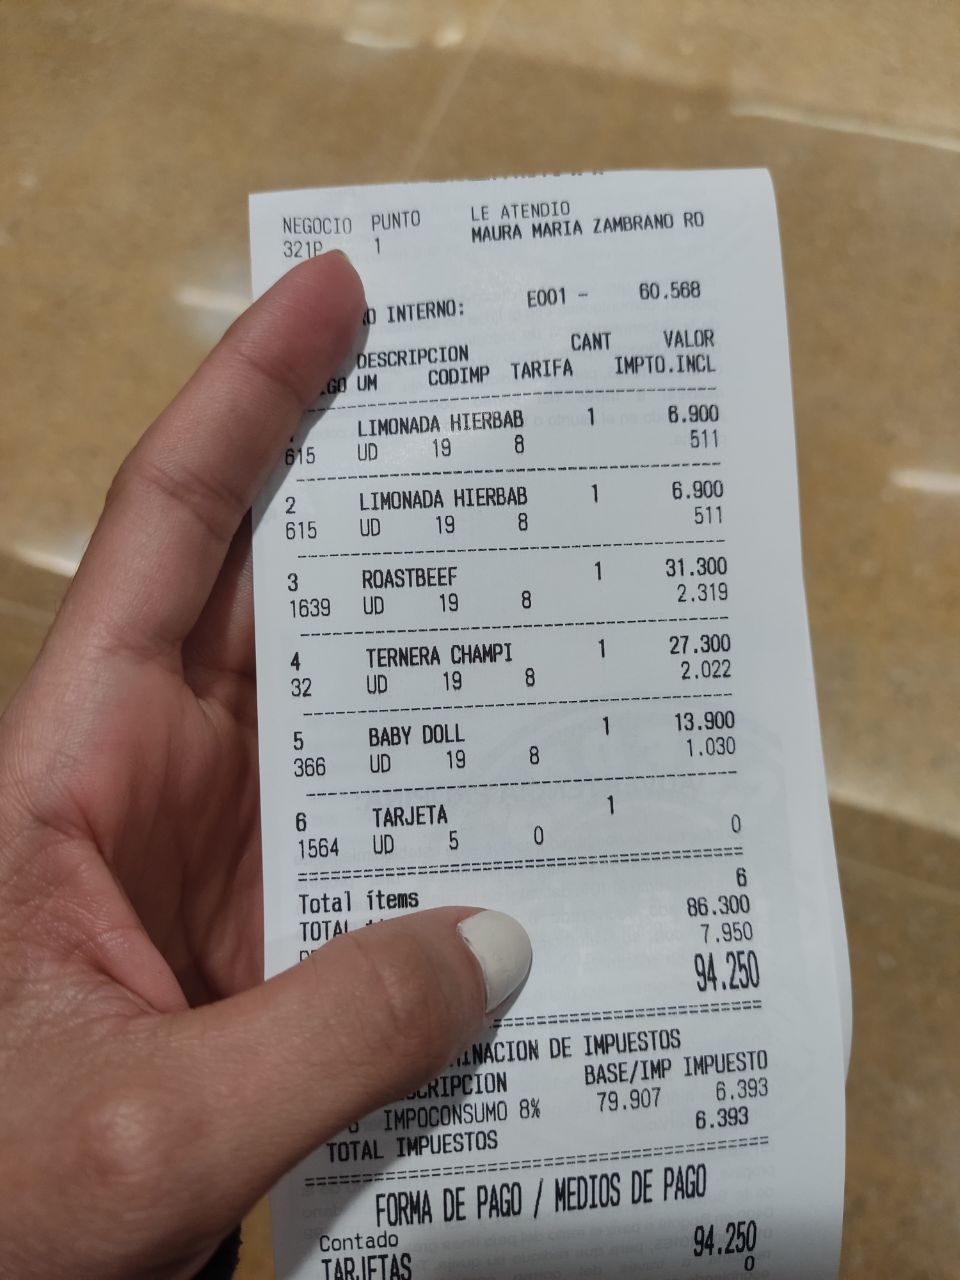 NEGOCIO PUNTO LE ATENDIO
321P 1 MAURA MARIA ZAMBRANO RO
INTERNO: E001 - 60.568
DESCRIPCION CANT VALOR
UM CODIMP TARIFA IMPTO.INCL
LIMONADA HIERBAB 1 6.900
615 UD 19 8 511
2 LIMONADA HIERBAB 1 6.900
615 UD 19 8 511
3 ROASTBEEF 1 31.300
1639 UD 19 8 2.319
4 TERNERA CHAMPI 1 27.300
32 UD 19 8 2.022
5 BABY DOLL 1 13.900
366 UD 19 8 1.030
6 TARJETA 1
1564 UD 5 0 0
Total ítems 6
TOTAL 86.300
7.950
94.250
INACION DE IMPUESTOS
SCRIPCION BASE/IMP IMPUESTO
IMPOCONSUMO 8% 79.907 6.393
TOTAL IMPUESTOS 6.393
FORMA DE PAGO / MEDIOS DE PAGO
Contado 94.250
TARJETAS 0